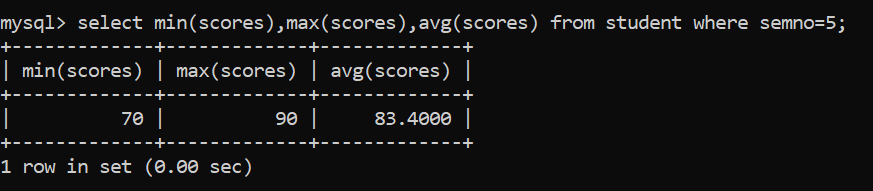 mysql> select min(scores),max(scores),avg(scores) from student where semno=5;
+-------------+-------------+-------------+
| min(scores) | max(scores) | avg(scores) |
+-------------+-------------+-------------+
|          70 |          90 |     83.4000 |
+-------------+-------------+-------------+
1 row in set (0.00 sec)